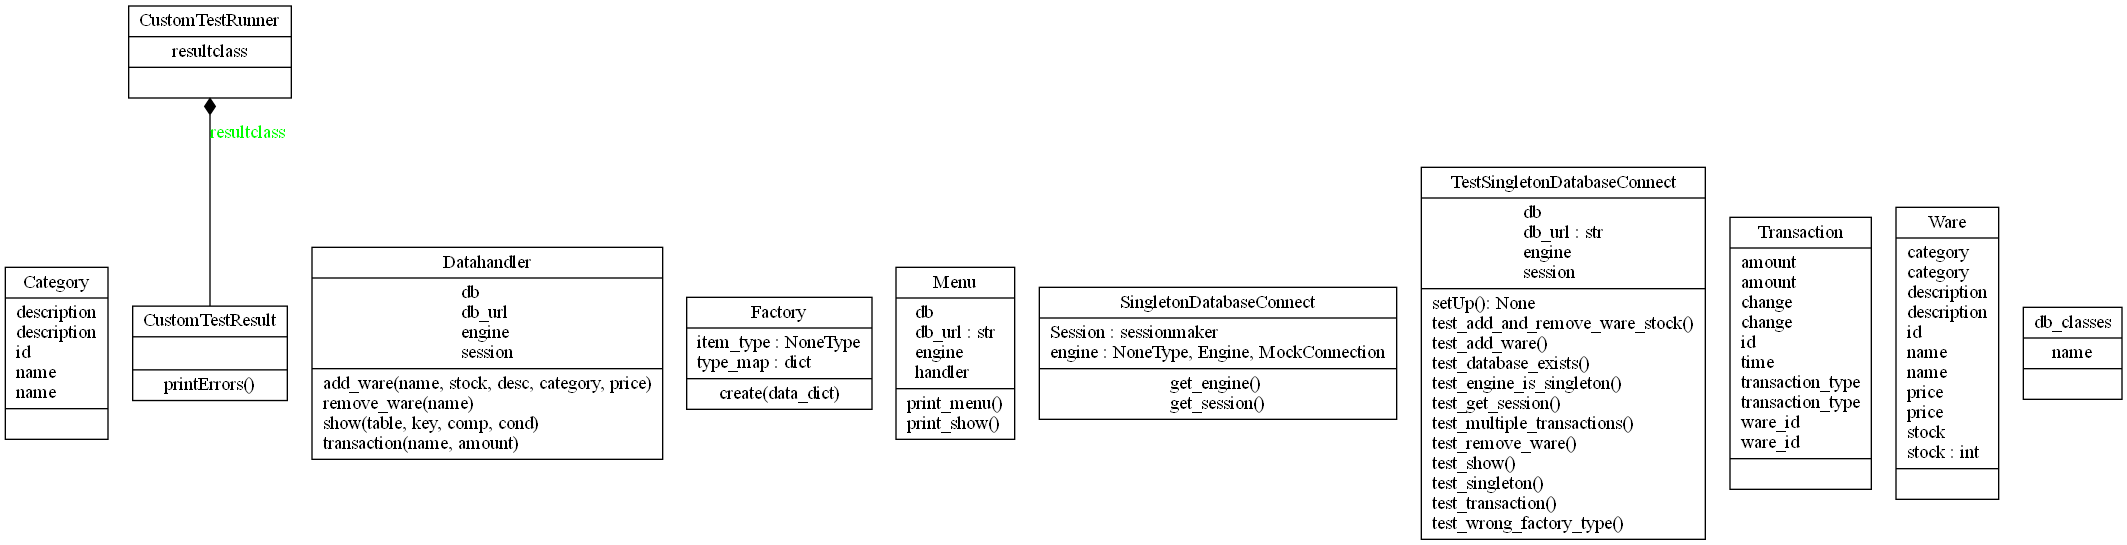 CustomTestRunner
resultclass
resultclass
Category
description
description
id
name
name
CustomTestResult
printErrors()
Datahandler
db
db_url
engine
session
add_ware(name, stock, desc, category, price)
remove_ware(name)
show(table, key, comp, cond)
transaction(name, amount)
Factory
item_type : NoneType
type_map : dict
create(data_dict)
Menu
db
db_url : str
engine
handler
print_menu()
print_show()
SingletonDatabaseConnect
Session : sessionmaker
engine : NoneType, Engine, MockConnection
get_engine()
get_session()
TestSingletonDatabaseConnect
db
db_url : str
engine
session
setUp(): None
test_add_and_remove_ware_stock()
test_add_ware()
test_database_exists()
test_engine_is_singleton()
test_get_session()
test_multiple_transactions()
test_remove_ware()
test_show()
test_singleton()
test_transaction()
test_wrong_factory_type()
Transaction
amount
amount
change
change
id
time
transaction_type
transaction_type
ware_id
ware_id
Ware
category
category
description
description
id
name
name
price
price
stock
stock : int
db_classes
name